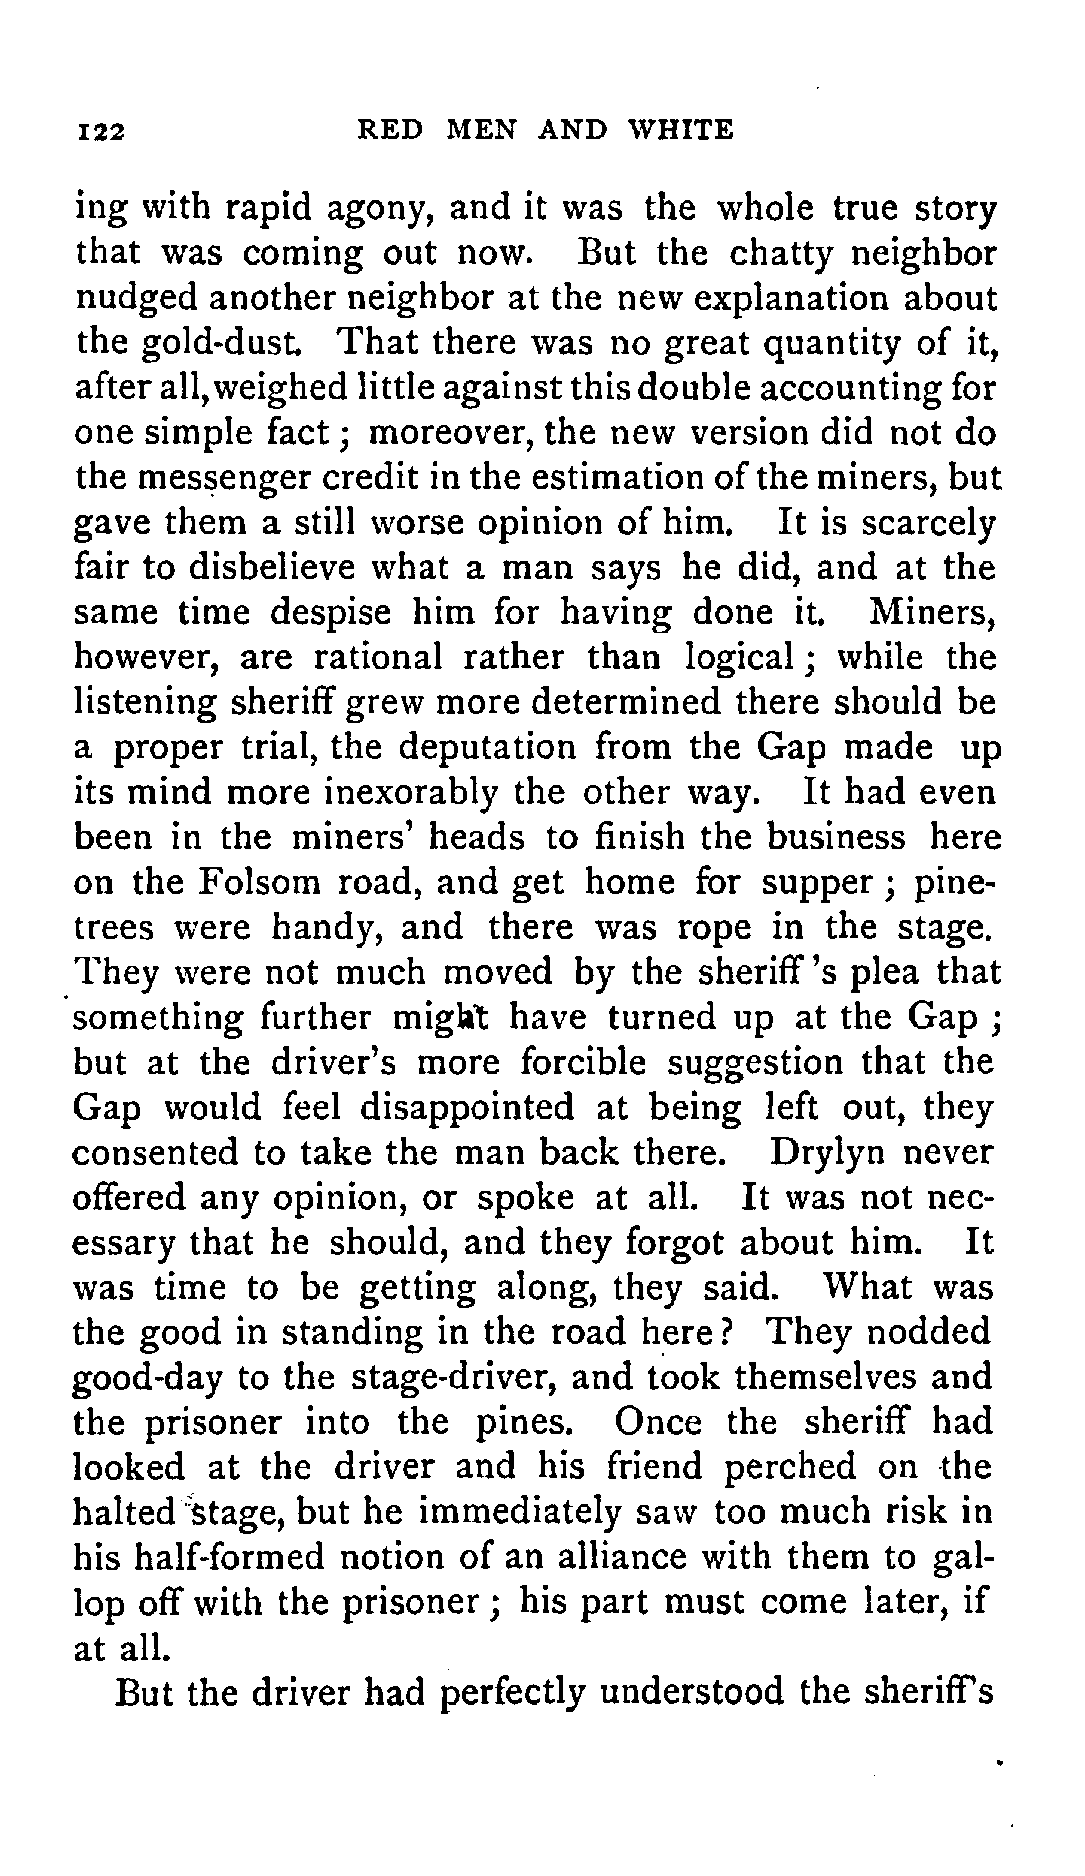 122 RED MEN AND WHITE
ing with rapid agony, and it was the whole true story
that was coming out now. But the chatty neighbor
nudged another neighbor at the new explanation about
the gold-dust. That there was no great quantity of it,
after all, weighed little against this double accounting for
one simple fact; moreover, the new version did not do
the messenger credit in the estimation of the miners, but
gave them a still worse opinion of him. It is scarcely
fair to disbelieve what a man says he did, and at the
same time despise him for having done it. Miners,
however, are rational rather than logical; while the
listening sheriff grew more determined there should be
a proper trial, the deputation from the Gap made up
its mind more inexorably the other way. It had even
been in the miners' heads to finish the business here
on the Folsom road, and get home for supper; pine-
trees were handy, and there was rope in the stage.
They were not much moved by the sheriff's plea that
something further might have turned up at the Gap;
but at the driver's more forcible suggestion that the
Gap would feel disappointed at being left out, they
consented to take the man back there. Drylyn never
offered any opinion, or spoke at all. It was not nec-
essary that he should, and they forgot about him. It
was time to be getting along, they said. What was
the good in standing in the road here? They nodded
good-day to the stage-driver, and took themselves and
the prisoner into the pines. Once the sheriff had
looked at the driver and his friend perched on the
halted stage, but he immediately saw too much risk in
his half-formed notion of an alliance with them to gal-
lop off with the prisoner; his part must come later, if
at all.
But the driver had perfectly understood the sheriff's